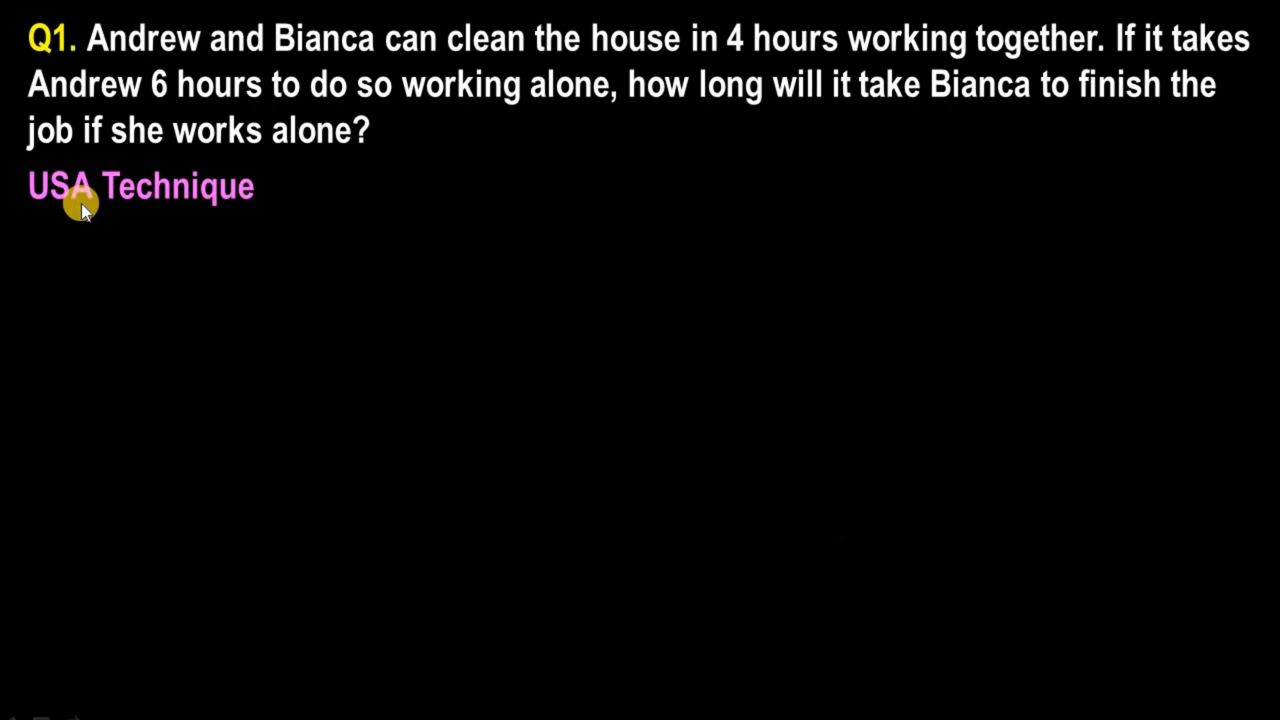 Q1. Andrew and Bianca can clean the house in 4 hours working together. If it takes
Andrew 6 hours to do so working alone, how long will it take Bianca to finish the
job if she works alone?
USA Technique